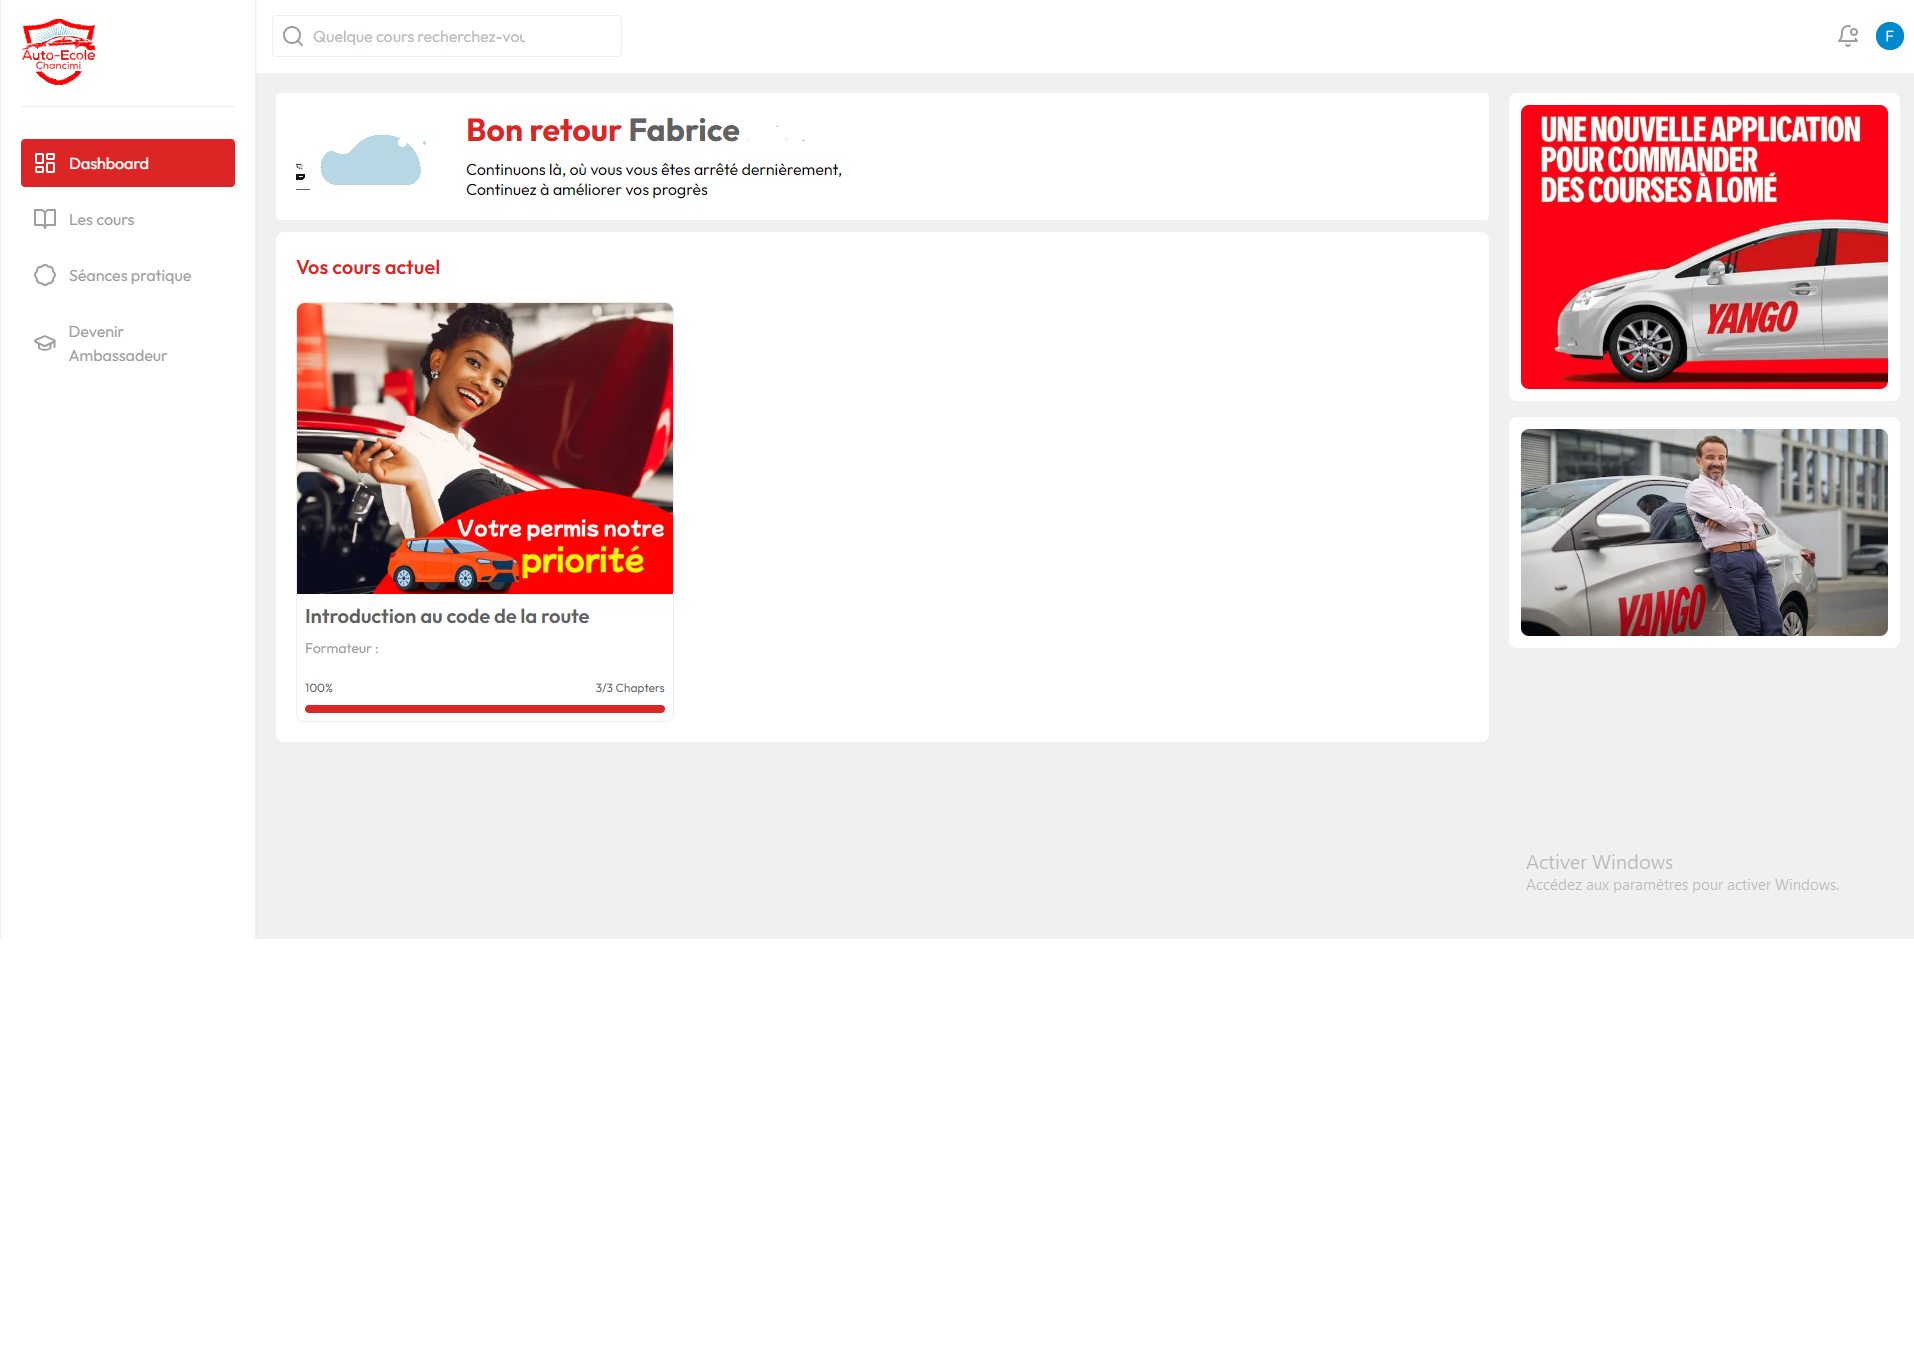 Auto-Ecole
Chancimi
Quelque cours recherchez-vou
F
Dashboard
Les cours
Séances pratique
Devenir
Ambassadeur
Bon retour Fabrice
Continuons là, où vous vous êtes arrêté dernièrement,
Continuez à améliorer vos progrès
Vos cours actuel
Votre permis notre
priorité
Introduction au code de la route
Formateur :
100%
3/3 Chapters
UNE NOUVELLE APPLICATION
POUR COMMANDER
DES COURSES À LOMÉ
YANGO
YANGO
Activer Windows
Accédez aux paramètres pour activer Windows.